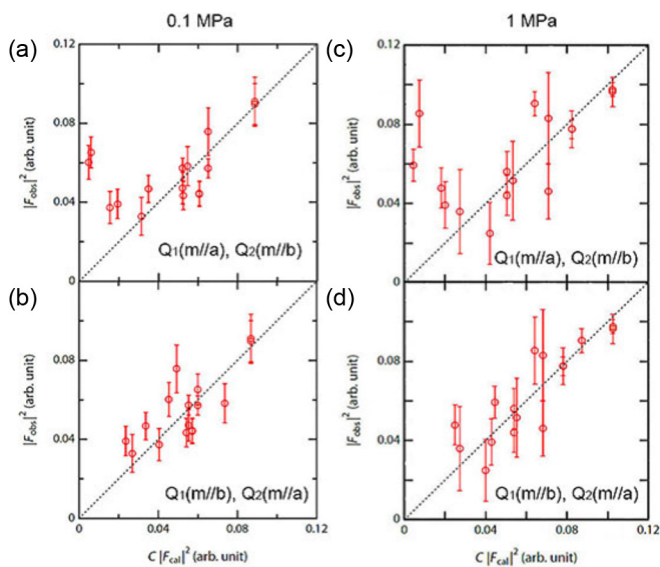 0.1 MPa
1 MPa
(a)
0.12
0.08
0.04
0
|Fobs|² (arb. unit)
Q₁(m//a), Q₂(m//b)
(c)
0.12
0.08
0.04
0
|Fobs|² (arb. unit)
Q₁(m//a), Q₂(m//b)
(b)
0.08
0.04
0
|Fobs|² (arb. unit)
Q₁(m//b), Q₂(m//a)
0
0.04
0.08
0.12
C |Fcal|² (arb. unit)
(d)
0.08
0.04
0
|Fobs|² (arb. unit)
Q₁(m//b), Q₂(m//a)
0
0.04
0.08
0.12
C |Fcal|² (arb. unit)